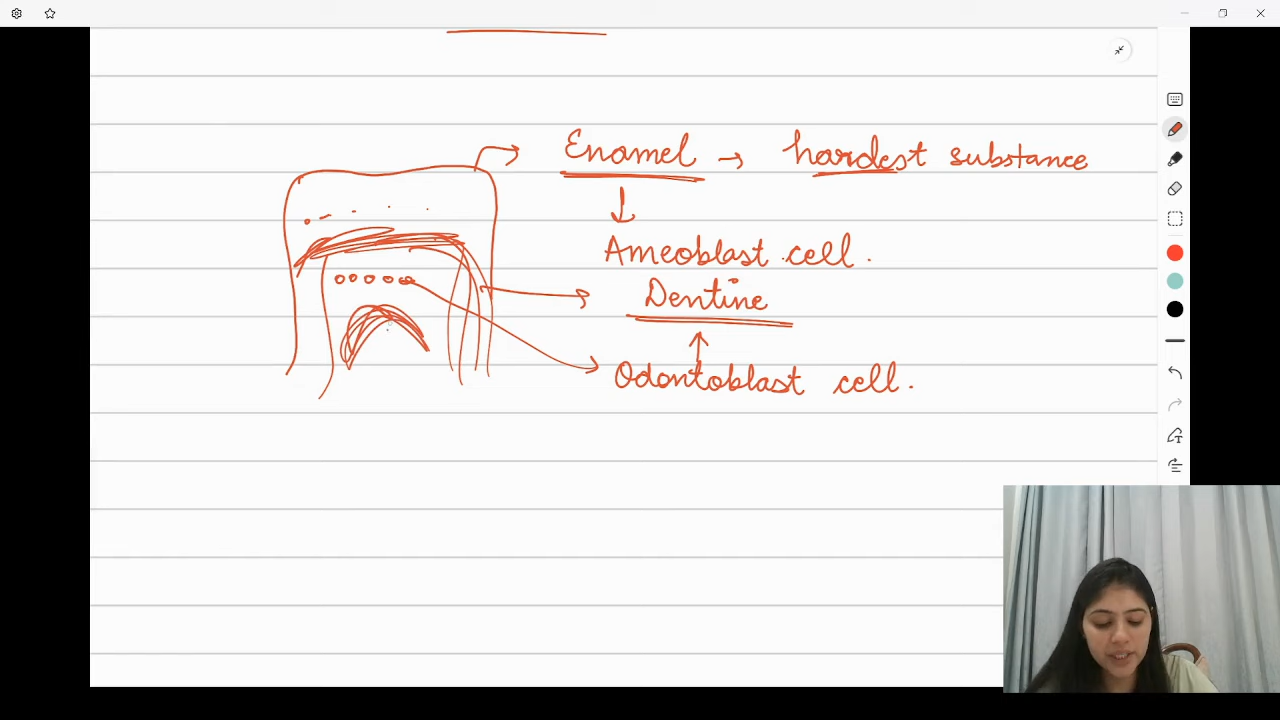 Enamel → hardest substance
↓
Ameoblast cell.
Dentine
↑
Odontoblast cell.